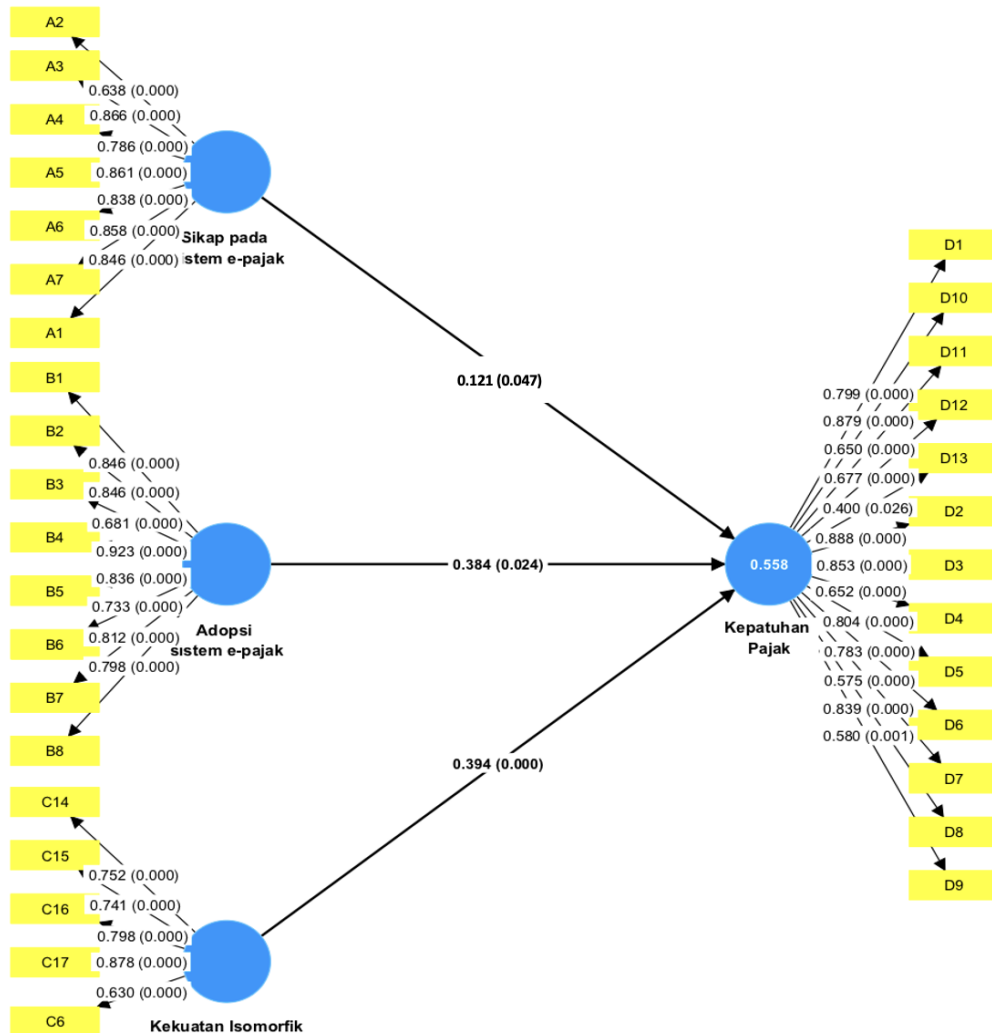 A2
A3
A4
A5
A6
A7
A1
0.638 (0.000)
0.866 (0.000)
0.786 (0.000)
0.861 (0.000)
0.838 (0.000)
0.858 (0.000)
0.846 (0.000)
Sikap pada
istem e-pajak
0.121 (0.047)
B1
B2
B3
B4
B5
B6
B7
B8
0.846 (0.000)
0.846 (0.000)
0.681 (0.000)
0.923 (0.000)
0.836 (0.000)
0.733 (0.000)
0.812 (0.000)
0.798 (0.000)
Adopsi
sistem e-pajak
0.384 (0.024)
C14
C15
C16
C17
C6
0.752 (0.000)
0.741 (0.000)
0.798 (0.000)
0.878 (0.000)
0.630 (0.000)
Kekuatan Isomorfik
0.394 (0.000)
0.558
Kepatuhan
Pajak
0.799 (0.000)
0.879 (0.000)
0.650 (0.000)
0.677 (0.000)
0.400 (0.026)
0.888 (0.000)
0.853 (0.000)
0.652 (0.000)
0.804 (0.000)
0.783 (0.000)
0.575 (0.000)
0.839 (0.000)
0.580 (0.001)
D1
D10
D11
D12
D13
D2
D3
D4
D5
D6
D7
D8
D9